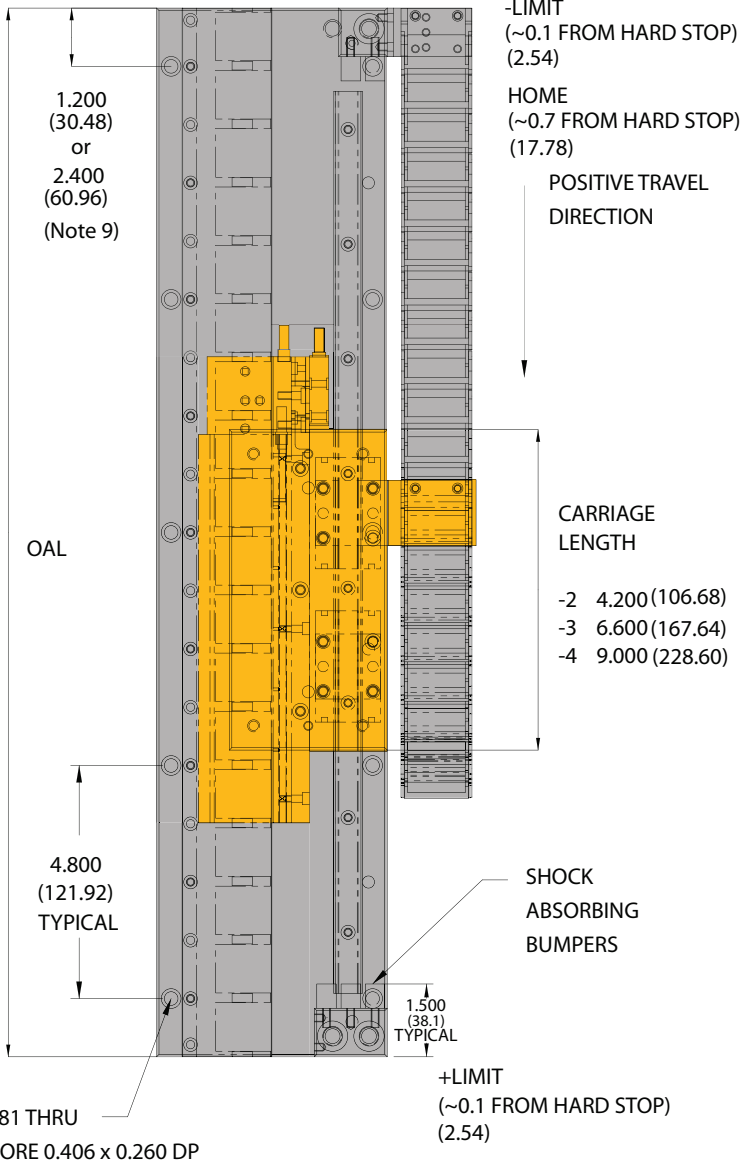 -LIMIT
(~0.1 FROM HARD STOP)
(2.54)
HOME
(~0.7 FROM HARD STOP)
(17.78)
POSITIVE TRAVEL
DIRECTION
1.200
(30.48)
or
2.400
(60.96)
(Note 9)
OAL
CARRIAGE
LENGTH
-2 4.200 (106.68)
-3 6.600 (167.64)
-4 9.000 (228.60)
4.800
(121.92)
TYPICAL
SHOCK
ABSORBING
BUMPERS
1.500
(38.1)
TYPICAL
+LIMIT
(~0.1 FROM HARD STOP)
(2.54)
81 THRU
ORE 0.406 x 0.260 DP